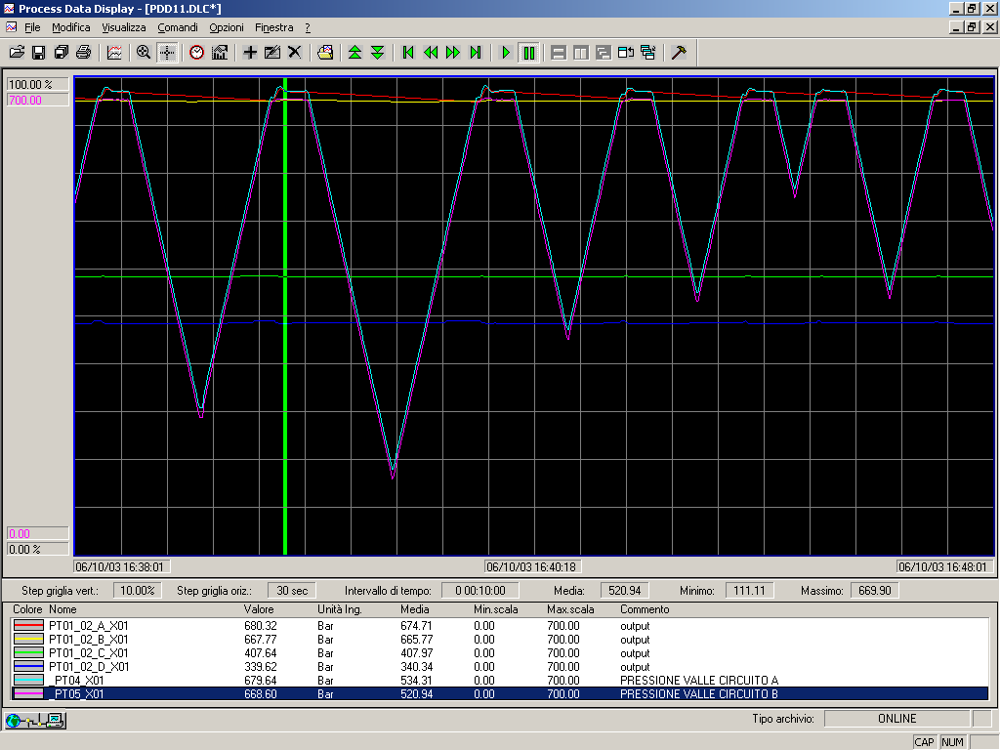 Process Data Display - [PDD11.DLC*]
File Modifica Visualizza Comandi Opzioni Finestra ?
100.00 %
700.00
0.00
0.00 %
06/10/03 16:38:01 06/10/03 16:40:18 06/10/03 16:48:01
Step griglia vert.: 10.00% Step griglia oriz.: 30 sec Intervallo di tempo: 0 00:10:00 Media: 520.94 Minimo: 111.11 Massimo: 669.90
Colore Nome Valore Unità Ing. Media Min.scala Max.scala Commento
PT01_02_A_X01 680.32 Bar 674.71 0.00 700.00 output
PT01_02_B_X01 667.77 Bar 665.77 0.00 700.00 output
PT01_02_C_X01 407.64 Bar 407.97 0.00 700.00 output
PT01_02_D_X01 339.62 Bar 340.34 0.00 700.00 output
_PT04_X01 679.64 Bar 534.31 0.00 700.00 PRESSIONE VALLE CIRCUITO A
_PT05_X01 668.60 Bar 520.94 0.00 700.00 PRESSIONE VALLE CIRCUITO B
Tipo archivio: ONLINE
CAP NUM